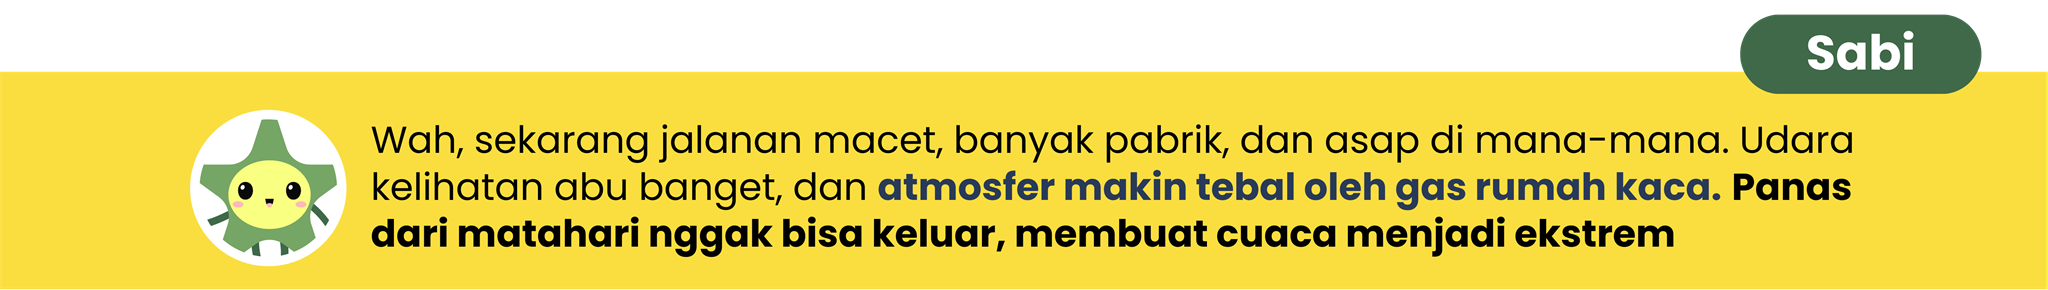 Sabi
Wah, sekarang jalanan macet, banyak pabrik, dan asap di mana-mana. Udara
kelihatan abu banget, dan atmosfer makin tebal oleh gas rumah kaca. Panas
dari matahari nggak bisa keluar, membuat cuaca menjadi ekstrem